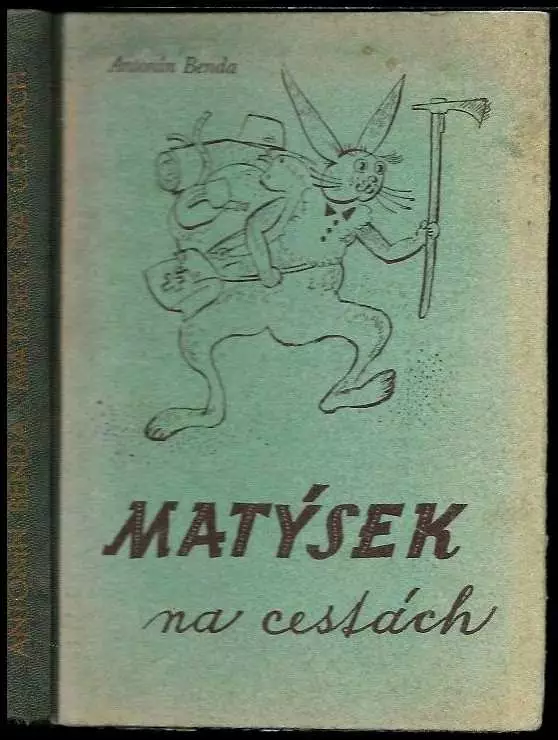 Antonín Benda
MATÝSEK
na cestách
ANTONÍN BENDA MATÝSEK NA CESTÁCH